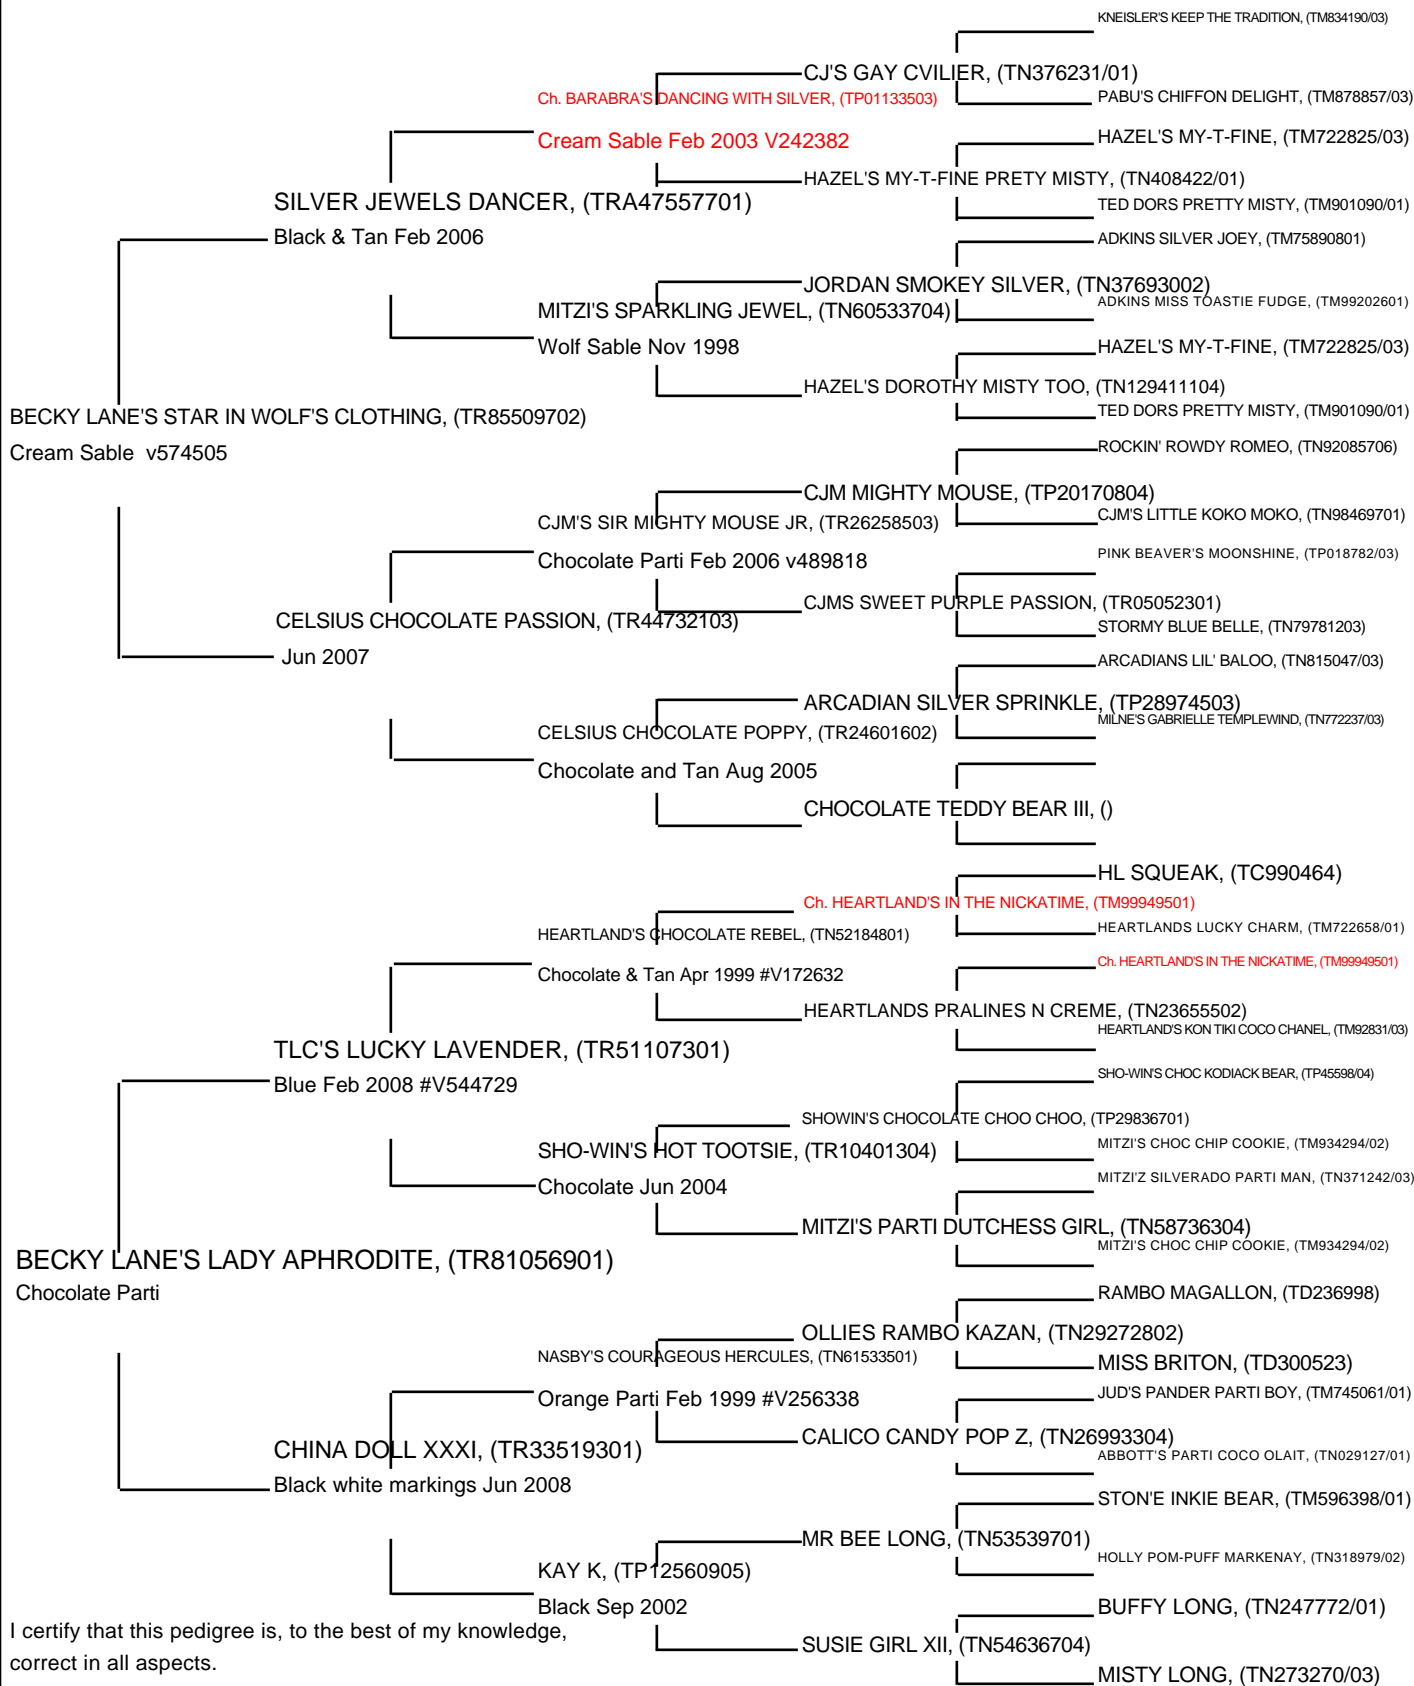 KNEISLER'S KEEP THE TRADITION, (TM834190/03)
CJ'S GAY CVILIER, (TN376231/01)
Ch. BARABRA'S DANCING WITH SILVER, (TP01133503)
PABU'S CHIFFON DELIGHT, (TM878857/03)
Cream Sable Feb 2003 V242382
HAZEL'S MY-T-FINE, (TM722825/03)
HAZEL'S MY-T-FINE PRETY MISTY, (TN408422/01)
SILVER JEWELS DANCER, (TRA47557701)
TED DORS PRETTY MISTY, (TM901090/01)
Black & Tan Feb 2006
ADKINS SILVER JOEY, (TM75890801)
JORDAN SMOKEY SILVER, (TN37693002)
MITZI'S SPARKLING JEWEL, (TN60533704)
ADKINS MISS TOASTIE FUDGE, (TM99202601)
Wolf Sable Nov 1998
HAZEL'S MY-T-FINE, (TM722825/03)
HAZEL'S DOROTHY MISTY TOO, (TN129411104)
BECKY LANE'S STAR IN WOLF'S CLOTHING, (TR85509702)
TED DORS PRETTY MISTY, (TM901090/01)
Cream Sable v574505
ROCKIN' ROWDY ROMEO, (TN92085706)
CJM MIGHTY MOUSE, (TP20170804)
CJM'S SIR MIGHTY MOUSE JR, (TR26258503)
CJM'S LITTLE KOKO MOKO, (TN98469701)
Chocolate Parti Feb 2006 v489818
PINK BEAVER'S MOONSHINE, (TP018782/03)
CJMS SWEET PURPLE PASSION, (TR05052301)
CELSIUS CHOCOLATE PASSION, (TR44732103)
STORMY BLUE BELLE, (TN79781203)
Jun 2007
ARCADIANS LIL' BALOO, (TN815047/03)
ARCADIAN SILVER SPRINKLE, (TP28974503)
CELSIUS CHOCOLATE POPPY, (TR24601602)
MILNE'S GABRIELLE TEMPLEWIND, (TN772237/03)
Chocolate and Tan Aug 2005
CHOCOLATE TEDDY BEAR III, ()
HL SQUEAK, (TC990464)
Ch. HEARTLAND'S IN THE NICKATIME, (TM99949501)
HEARTLAND'S CHOCOLATE REBEL, (TN52184801)
HEARTLANDS LUCKY CHARM, (TM722658/01)
Chocolate & Tan Apr 1999 #V172632
Ch. HEARTLAND'S IN THE NICKATIME, (TM99949501)
HEARTLANDS PRALINES N CREME, (TN23655502)
HEARTLAND'S KON TIKI COCO CHANEL, (TM92831/03)
TLC'S LUCKY LAVENDER, (TR51107301)
Blue Feb 2008 #V544729
SHO-WIN'S CHOC KODIACK BEAR, (TP45598/04)
SHOWIN'S CHOCOLATE CHOO CHOO, (TP29836701)
SHO-WIN'S HOT TOOTSIE, (TR10401304)
MITZI'S CHOC CHIP COOKIE, (TM934294/02)
Chocolate Jun 2004
MITZI'Z SILVERADO PARTI MAN, (TN371242/03)
MITZI'S PARTI DUTCHESS GIRL, (TN58736304)
MITZI'S CHOC CHIP COOKIE, (TM934294/02)
BECKY LANE'S LADY APHRODITE, (TR81056901)
Chocolate Parti
RAMBO MAGALLON, (TD236998)
OLLIES RAMBO KAZAN, (TN29272802)
NASBY'S COURAGEOUS HERCULES, (TN61533501)
MISS BRITON, (TD300523)
Orange Parti Feb 1999 #V256338
JUD'S PANDER PARTI BOY, (TM745061/01)
CALICO CANDY POP Z, (TN26993304)
CHINA DOLL XXXI, (TR33519301)
ABBOTT'S PARTI COCO OLAIT, (TN029127/01)
Black white markings Jun 2008
STON'E INKIE BEAR, (TM596398/01)
MR BEE LONG, (TN53539701)
KAY K, (TP12560905)
HOLLY POM-PUFF MARKENAY, (TN318979/02)
Black Sep 2002
BUFFY LONG, (TN247772/01)
I certify that this pedigree is, to the best of my knowledge,
SUSIE GIRL XII, (TN54636704)
correct in all aspects.
MISTY LONG, (TN273270/03)